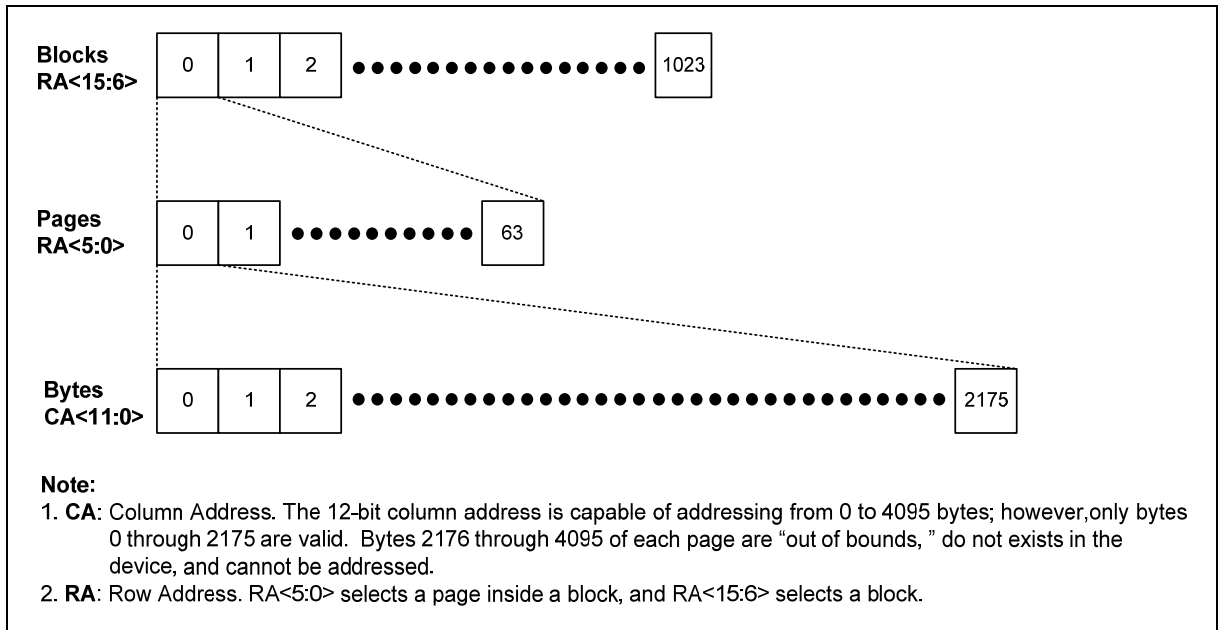 Blocks
RA<15:6>
0 1 2 1023
Pages
RA<5:0>
0 1 63
Bytes
CA<11:0>
0 1 2 2175
Note:
1. CA: Column Address. The 12-bit column address is capable of addressing from 0 to 4095 bytes; however,only bytes
0 through 2175 are valid. Bytes 2176 through 4095 of each page are “out of bounds, ” do not exists in the
device, and cannot be addressed.
2. RA: Row Address. RA<5:0> selects a page inside a block, and RA<15:6> selects a block.